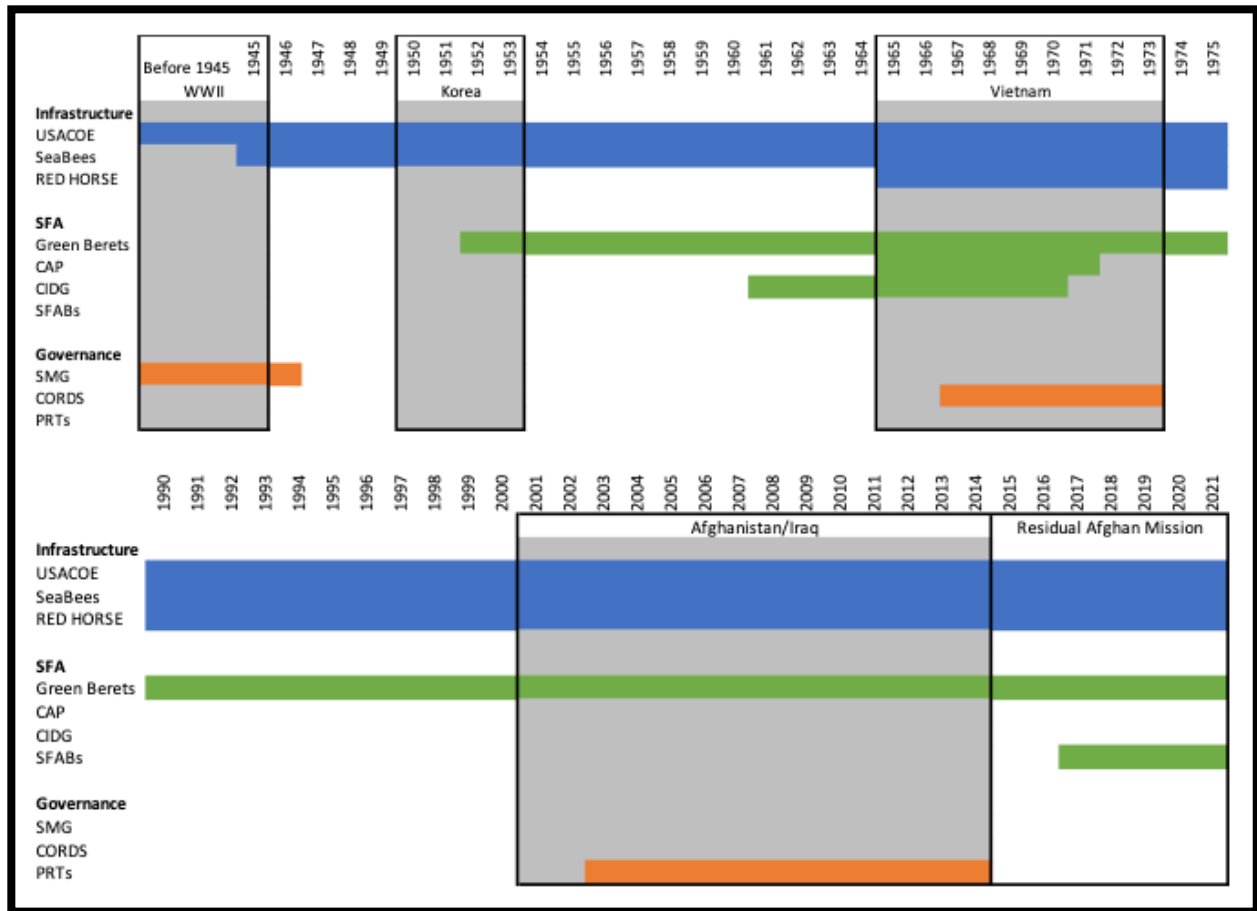 1945 1946 1947 1948 1949 1950 1951 1952 1953 1954 1955 1956 1957 1958 1959 1960 1961 1962 1963 1964 1965 1966 1967 1968 1969 1970 1971 1972 1973 1974 1975
Before 1945
WWII Korea Vietnam
Infrastructure
USACOE
SeaBees
RED HORSE
SFA
Green Berets
CAP
CIDG
SFABs
Governance
SMG
CORDS
PRTs
1990 1991 1992 1993 1994 1995 1996 1997 1998 1999 2000 2001 2002 2003 2004 2005 2006 2007 2008 2009 2010 2011 2012 2013 2014 2015 2016 2017 2018 2019 2020 2021
Afghanistan/Iraq Residual Afghan Mission
Infrastructure
USACOE
SeaBees
RED HORSE
SFA
Green Berets
CAP
CIDG
SFABs
Governance
SMG
CORDS
PRTs